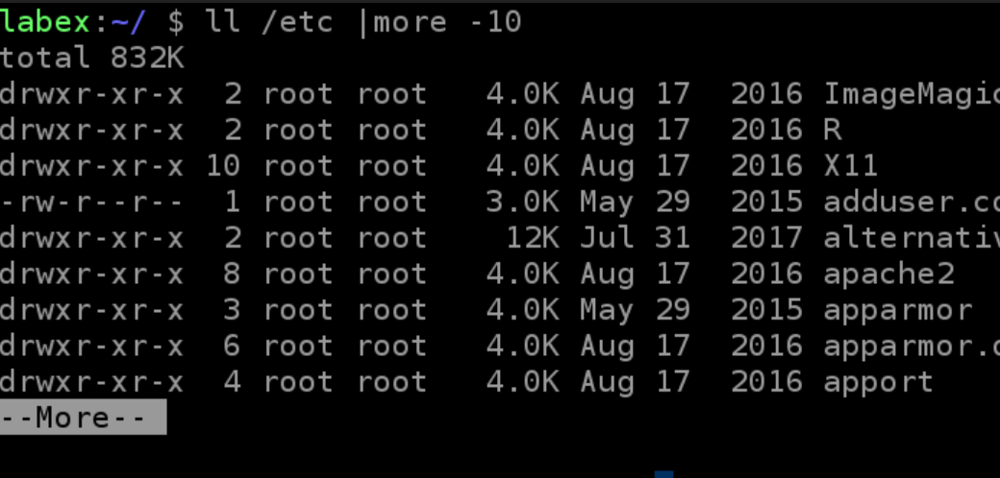 labex:~/ $ ll /etc |more -10
total 832K
drwxr-xr-x  2 root root   4.0K Aug 17  2016 ImageMagic
drwxr-xr-x  2 root root   4.0K Aug 17  2016 R
drwxr-xr-x 10 root root   4.0K Aug 17  2016 X11
-rw-r--r--  1 root root   3.0K May 29  2015 adduser.co
drwxr-xr-x  2 root root    12K Jul 31  2017 alternativ
drwxr-xr-x  8 root root   4.0K Aug 17  2016 apache2
drwxr-xr-x  3 root root   4.0K May 29  2015 apparmor
drwxr-xr-x  6 root root   4.0K Aug 17  2016 apparmor.d
drwxr-xr-x  4 root root   4.0K Aug 17  2016 apport
--More--